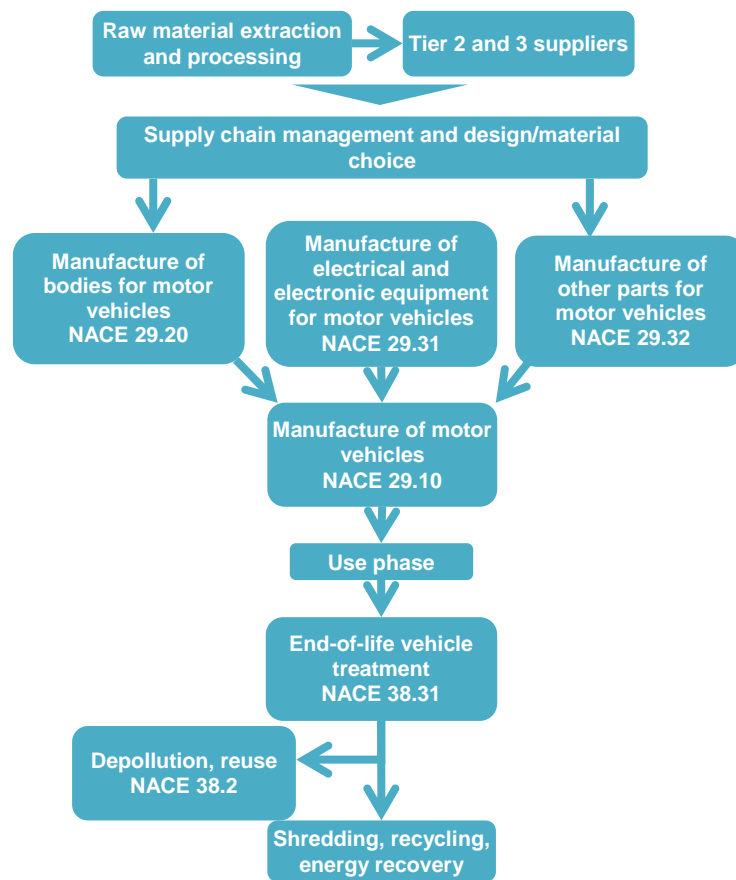 Raw material extraction
and processing
Tier 2 and 3 suppliers
Supply chain management and design/material
choice
Manufacture of
bodies for motor
vehicles
NACE 29.20
Manufacture of
electrical and
electronic equipment
for motor vehicles
NACE 29.31
Manufacture of
other parts for
motor vehicles
NACE 29.32
Manufacture of motor
vehicles
NACE 29.10
Use phase
End-of-life vehicle
treatment
NACE 38.31
Depollution, reuse
NACE 38.2
Shredding, recycling,
energy recovery